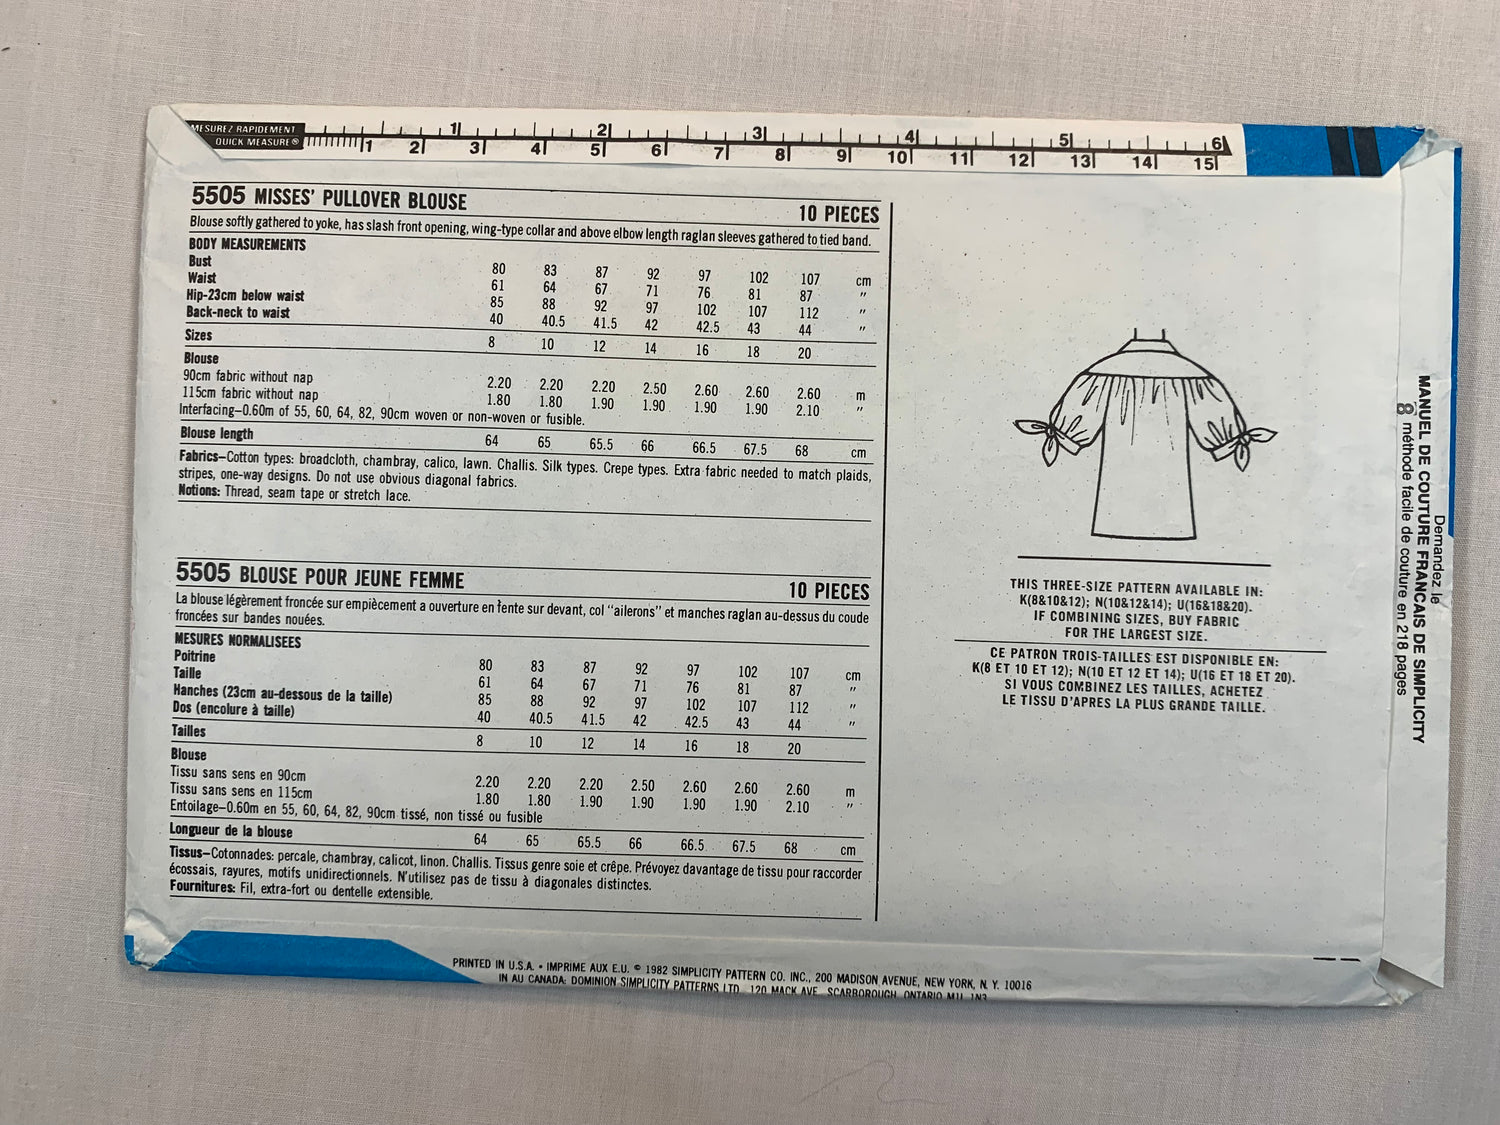 MESUREZ RAPIDEMENT
QUICK MEASURE®
1 2 3 4 5 6
1 2 3 4 5 6 7 8 9 10 11 12 13 14 15
5505 MISSES' PULLOVER BLOUSE 10 PIECES
Blouse softly gathered to yoke, has slash front opening, wing-type collar and above elbow length raglan sleeves gathered to tied band.
BODY MEASUREMENTS
Bust 80 83 87 92 97 102 107 cm
Waist 61 64 67 71 76 81 87 "
Hip-23cm below waist 85 88 92 97 102 107 112 "
Back-neck to waist 40 40.5 41.5 42 42.5 43 44 "
Sizes 8 10 12 14 16 18 20
Blouse
90cm fabric without nap 2.20 2.20 2.20 2.50 2.60 2.60 2.60 m
115cm fabric without nap 1.80 1.80 1.90 1.90 1.90 1.90 2.10 "
Interfacing—0.60m of 55, 60, 64, 82, 90cm woven or non-woven or fusible.
Blouse length 64 65 65.5 66 66.5 67.5 68 cm
Fabrics—Cotton types: broadcloth, chambray, calico, lawn. Challis. Silk types. Crepe types. Extra fabric needed to match plaids,
stripes, one-way designs. Do not use obvious diagonal fabrics.
Notions: Thread, seam tape or stretch lace.
5505 BLOUSE POUR JEUNE FEMME 10 PIECES
La blouse légèrement froncée sur empiècement a ouverture en fente sur devant, col "ailerons" et manches raglan au-dessus du coude
froncées sur bandes nouées.
MESURES NORMALISEES
Poitrine 80 83 87 92 97 102 107 cm
Taille 61 64 67 71 76 81 87 "
Hanches (23cm au-dessous de la taille) 85 88 92 97 102 107 112 "
Dos (encolure à taille) 40 40.5 41.5 42 42.5 43 44 "
Tailles 8 10 12 14 16 18 20
Blouse
Tissu sans sens en 90cm 2.20 2.20 2.20 2.50 2.60 2.60 2.60 m
Tissu sans sens en 115cm 1.80 1.80 1.90 1.90 1.90 1.90 2.10 "
Entoilage—0.60m en 55, 60, 64, 82, 90cm tissé, non tissé ou fusible
Longueur de la blouse 64 65 65.5 66 66.5 67.5 68 cm
Tissus—Cotonnades: percale, chambray, calicot, linon. Challis. Tissus genre soie et crêpe. Prévoyez davantage de tissu pour raccorder
écossais, rayures, motifs unidirectionnels. N'utilisez pas de tissu à diagonales distinctes.
Fournitures: Fil, extra-fort ou dentelle extensible.
THIS THREE-SIZE PATTERN AVAILABLE IN:
K(8&10&12); N(10&12&14); U(16&18&20).
IF COMBINING SIZES, BUY FABRIC
FOR THE LARGEST SIZE.
CE PATRON TROIS-TAILLES EST DISPONIBLE EN:
K(8 ET 10 ET 12); N(10 ET 12 ET 14); U(16 ET 18 ET 20).
SI VOUS COMBINEZ LES TAILLES, ACHETEZ
LE TISSU D'APRES LA PLUS GRANDE TAILLE.
Demandez le
MANUEL DE COUTURE FRANCAIS DE SIMPLICITY
8 méthode facile de couture en 218 pages
PRINTED IN U.S.A. • IMPRIME AUX E.U. © 1982 SIMPLICITY PATTERN CO. INC., 200 MADISON AVENUE, NEW YORK, N. Y. 10016
IN AU CANADA: DOMINION SIMPLICITY PATTERNS LTD. 120 MACK AVE. SCARBOROUGH, ONTARIO M1L 1N3